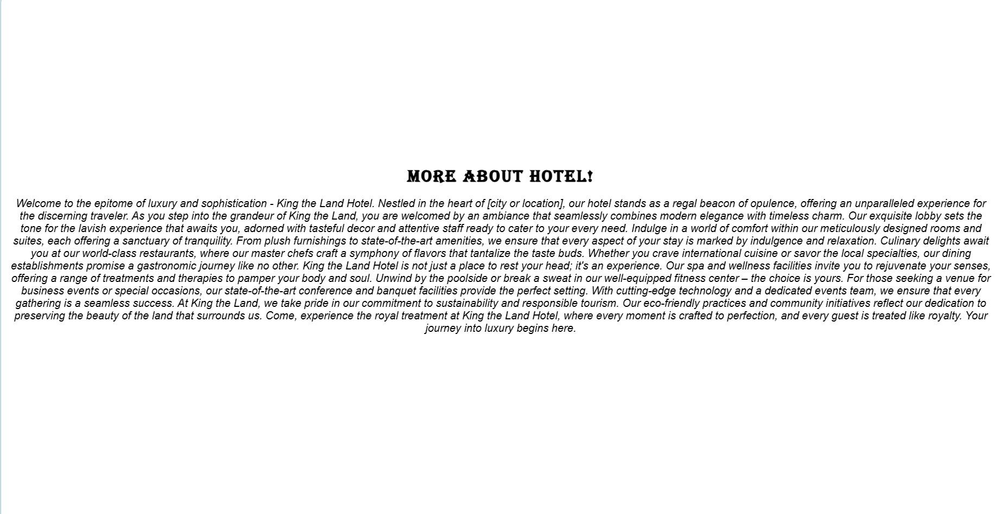 MORE ABOUT HOTEL!
Welcome to the epitome of luxury and sophistication - King the Land Hotel. Nestled in the heart of [city or location], our hotel stands as a regal beacon of opulence, offering an unparalleled experience for
the discerning traveler. As you step into the grandeur of King the Land, you are welcomed by an ambiance that seamlessly combines modern elegance with timeless charm. Our exquisite lobby sets the
tone for the lavish experience that awaits you, adorned with tasteful decor and attentive staff ready to cater to your every need. Indulge in a world of comfort within our meticulously designed rooms and
suites, each offering a sanctuary of tranquility. From plush furnishings to state-of-the-art amenities, we ensure that every aspect of your stay is marked by indulgence and relaxation. Culinary delights await
you at our world-class restaurants, where our master chefs craft a symphony of flavors that tantalize the taste buds. Whether you crave international cuisine or savor the local specialties, our dining
establishments promise a gastronomic journey like no other. King the Land Hotel is not just a place to rest your head; it's an experience. Our spa and wellness facilities invite you to rejuvenate your senses,
offering a range of treatments and therapies to pamper your body and soul. Unwind by the poolside or break a sweat in our well-equipped fitness center – the choice is yours. For those seeking a venue for
business events or special occasions, our state-of-the-art conference and banquet facilities provide the perfect setting. With cutting-edge technology and a dedicated events team, we ensure that every
gathering is a seamless success. At King the Land, we take pride in our commitment to sustainability and responsible tourism. Our eco-friendly practices and community initiatives reflect our dedication to
preserving the beauty of the land that surrounds us. Come, experience the royal treatment at King the Land Hotel, where every moment is crafted to perfection, and every guest is treated like royalty. Your
journey into luxury begins here.